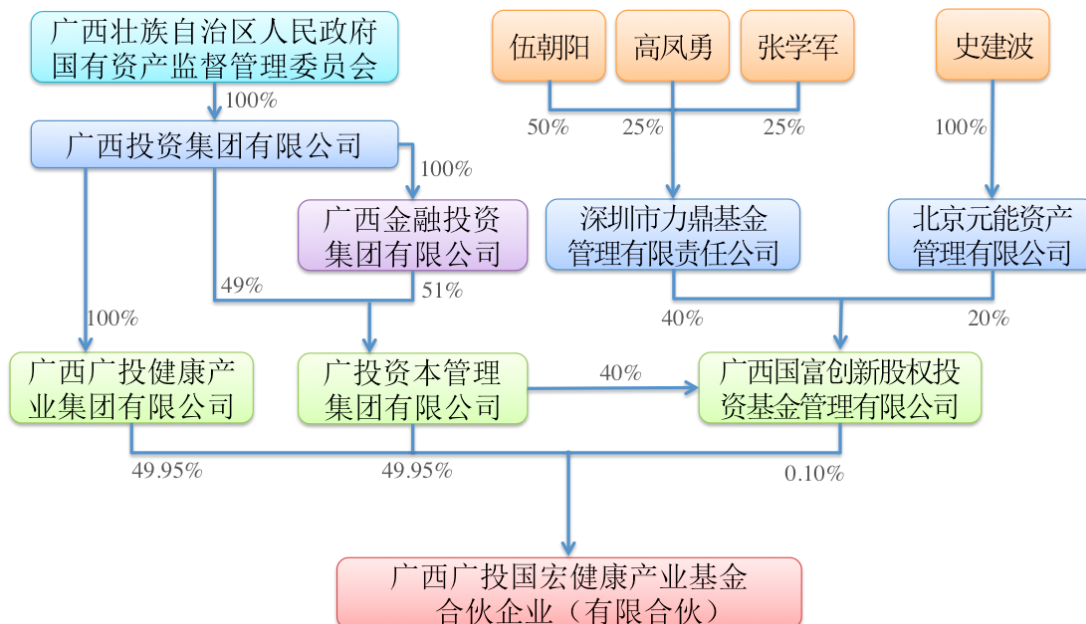 广西壮族自治区人民政府
国有资产监督管理委员会
伍朝阳
高凤勇
张学军
史建波
100%
50%
25%
25%
100%
广西投资集团有限公司
100%
广西金融投资
集团有限公司
深圳市力鼎基金
管理有限责任公司
北京元能资产
管理有限公司
49%
51%
100%
40%
20%
广西广投健康产
业集团有限公司
广投资本管理
集团有限公司
40%
广西国富创新股权投
资基金管理有限公司
49.95%
49.95%
0.10%
广西广投国宏健康产业基金
合伙企业（有限合伙）